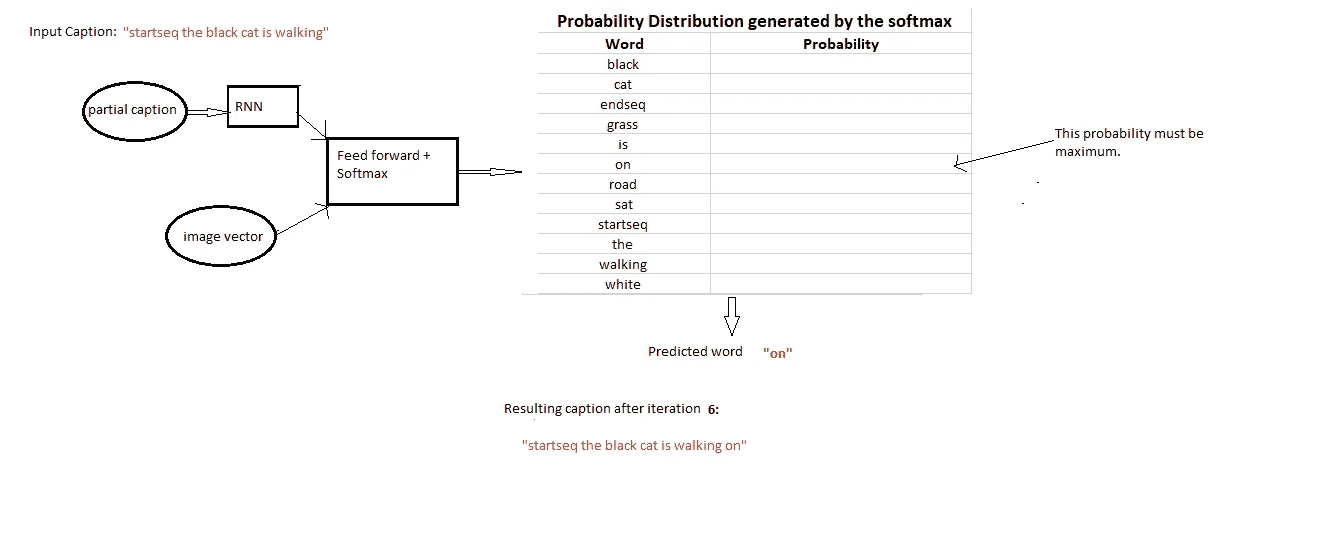 Input Caption: "startseq the black cat is walking"
partial caption
RNN
Feed forward +
Softmax
image vector
Probability Distribution generated by the softmax
Word Probability
black
cat
endseq
grass
is
on
road
sat
startseq
the
walking
white
This probability must be
maximum.
Predicted word "on"
Resulting caption after iteration 6:
"startseq the black cat is walking on"